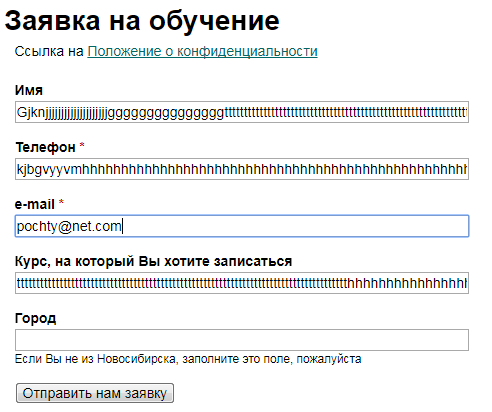 Заявка на обучение
Ссылка на Положение о конфиденциальности
Имя
Телефон *
e-mail *
pochty@net.com
Курс, на который Вы хотите записаться
Город
Если Вы не из Новосибирска, заполните это поле, пожалуйста
Отправить нам заявку